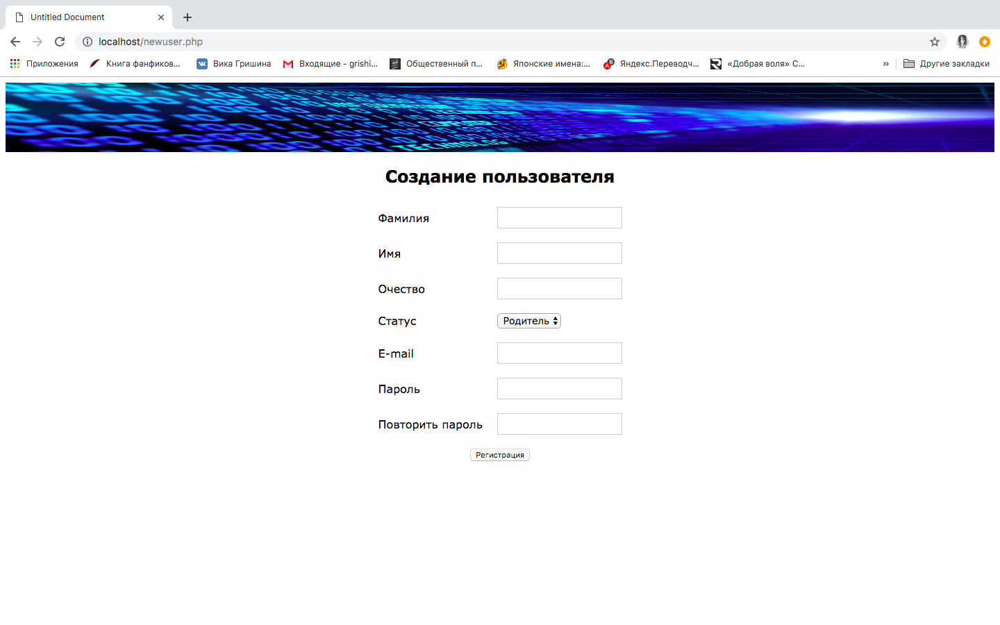 Untitled Document
localhost/newuser.php
Приложения Книга фанфиков... Вика Гришина Входящие - grishi... Общественный п... Японские имена:... Яндекс.Переводч... «Добрая воля» С... » Другие закладки
TECHNOLOG
Создание пользователя
Фамилия
Имя
Очество
Статус Родитель
E-mail
Пароль
Повторить пароль
Регистрация